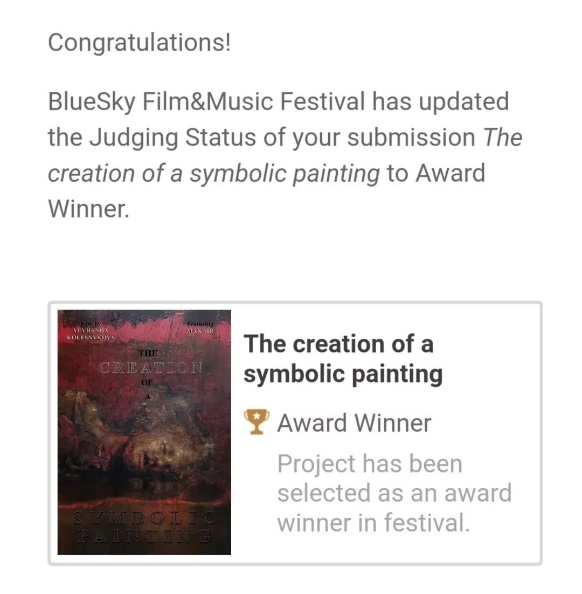 Congratulations!
BlueSky Film&Music Festival has updated
the Judging Status of your submission The
creation of a symbolic painting to Award
Winner.
THE
CREATION
OF
A
SYMBOLIC
PAINTING
Featuring
The creation of a
symbolic painting
Award Winner
Project has been
selected as an award
winner in festival.